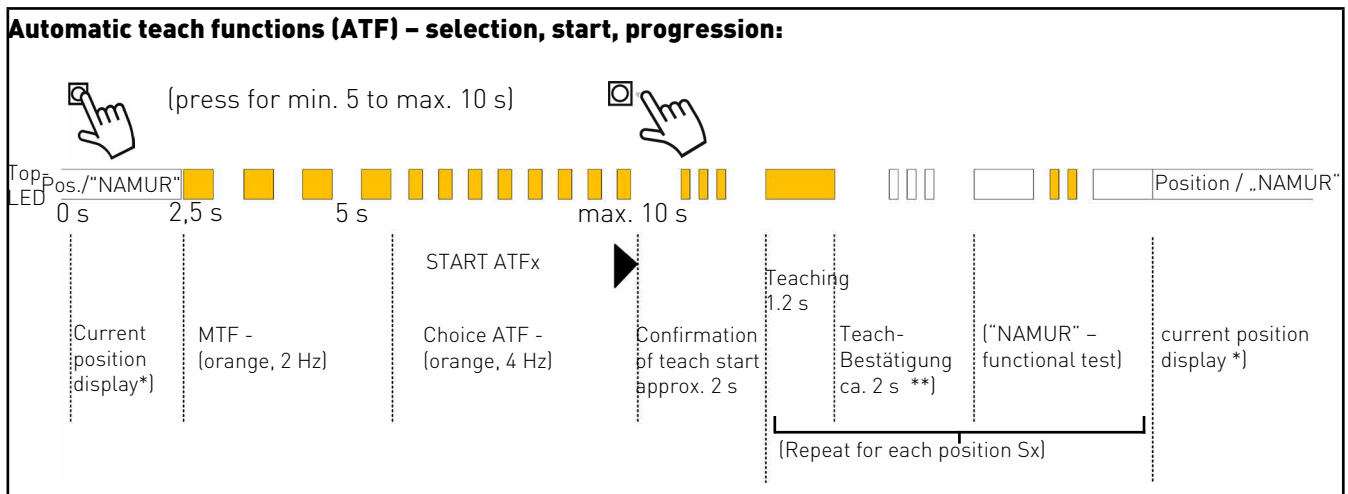 Automatic teach functions (ATF) – selection, start, progression:
(press for min. 5 to max. 10 s)
Top-
LED
Pos./"NAMUR"
Position / „NAMUR“
0 s
2,5 s
5 s
max. 10 s
START ATFx
Teaching
1.2 s
Current
position
display*)
MTF -
(orange, 2 Hz)
Choice ATF -
(orange, 4 Hz)
Confirmation
of teach start
approx. 2 s
Teach-
Bestätigung
ca. 2 s **)
("NAMUR" –
functional test)
current position
display *)
(Repeat for each position Sx)